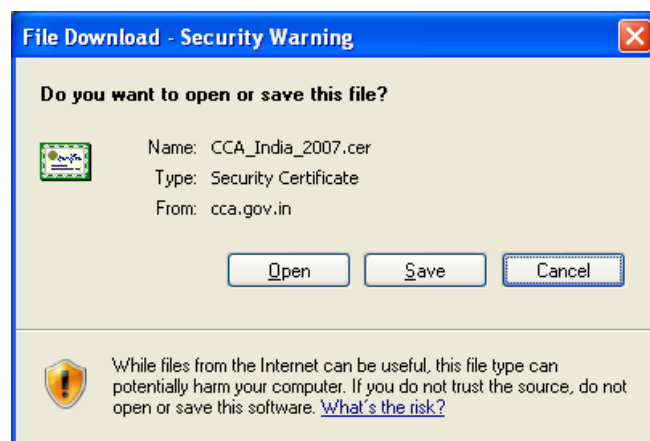 File Download - Security Warning
Do you want to open or save this file?
Name: CCA_India_2007.cer
Type: Security Certificate
From: cca.gov.in
Open Save Cancel
While files from the Internet can be useful, this file type can
potentially harm your computer. If you do not trust the source, do not
open or save this software. What's the risk?